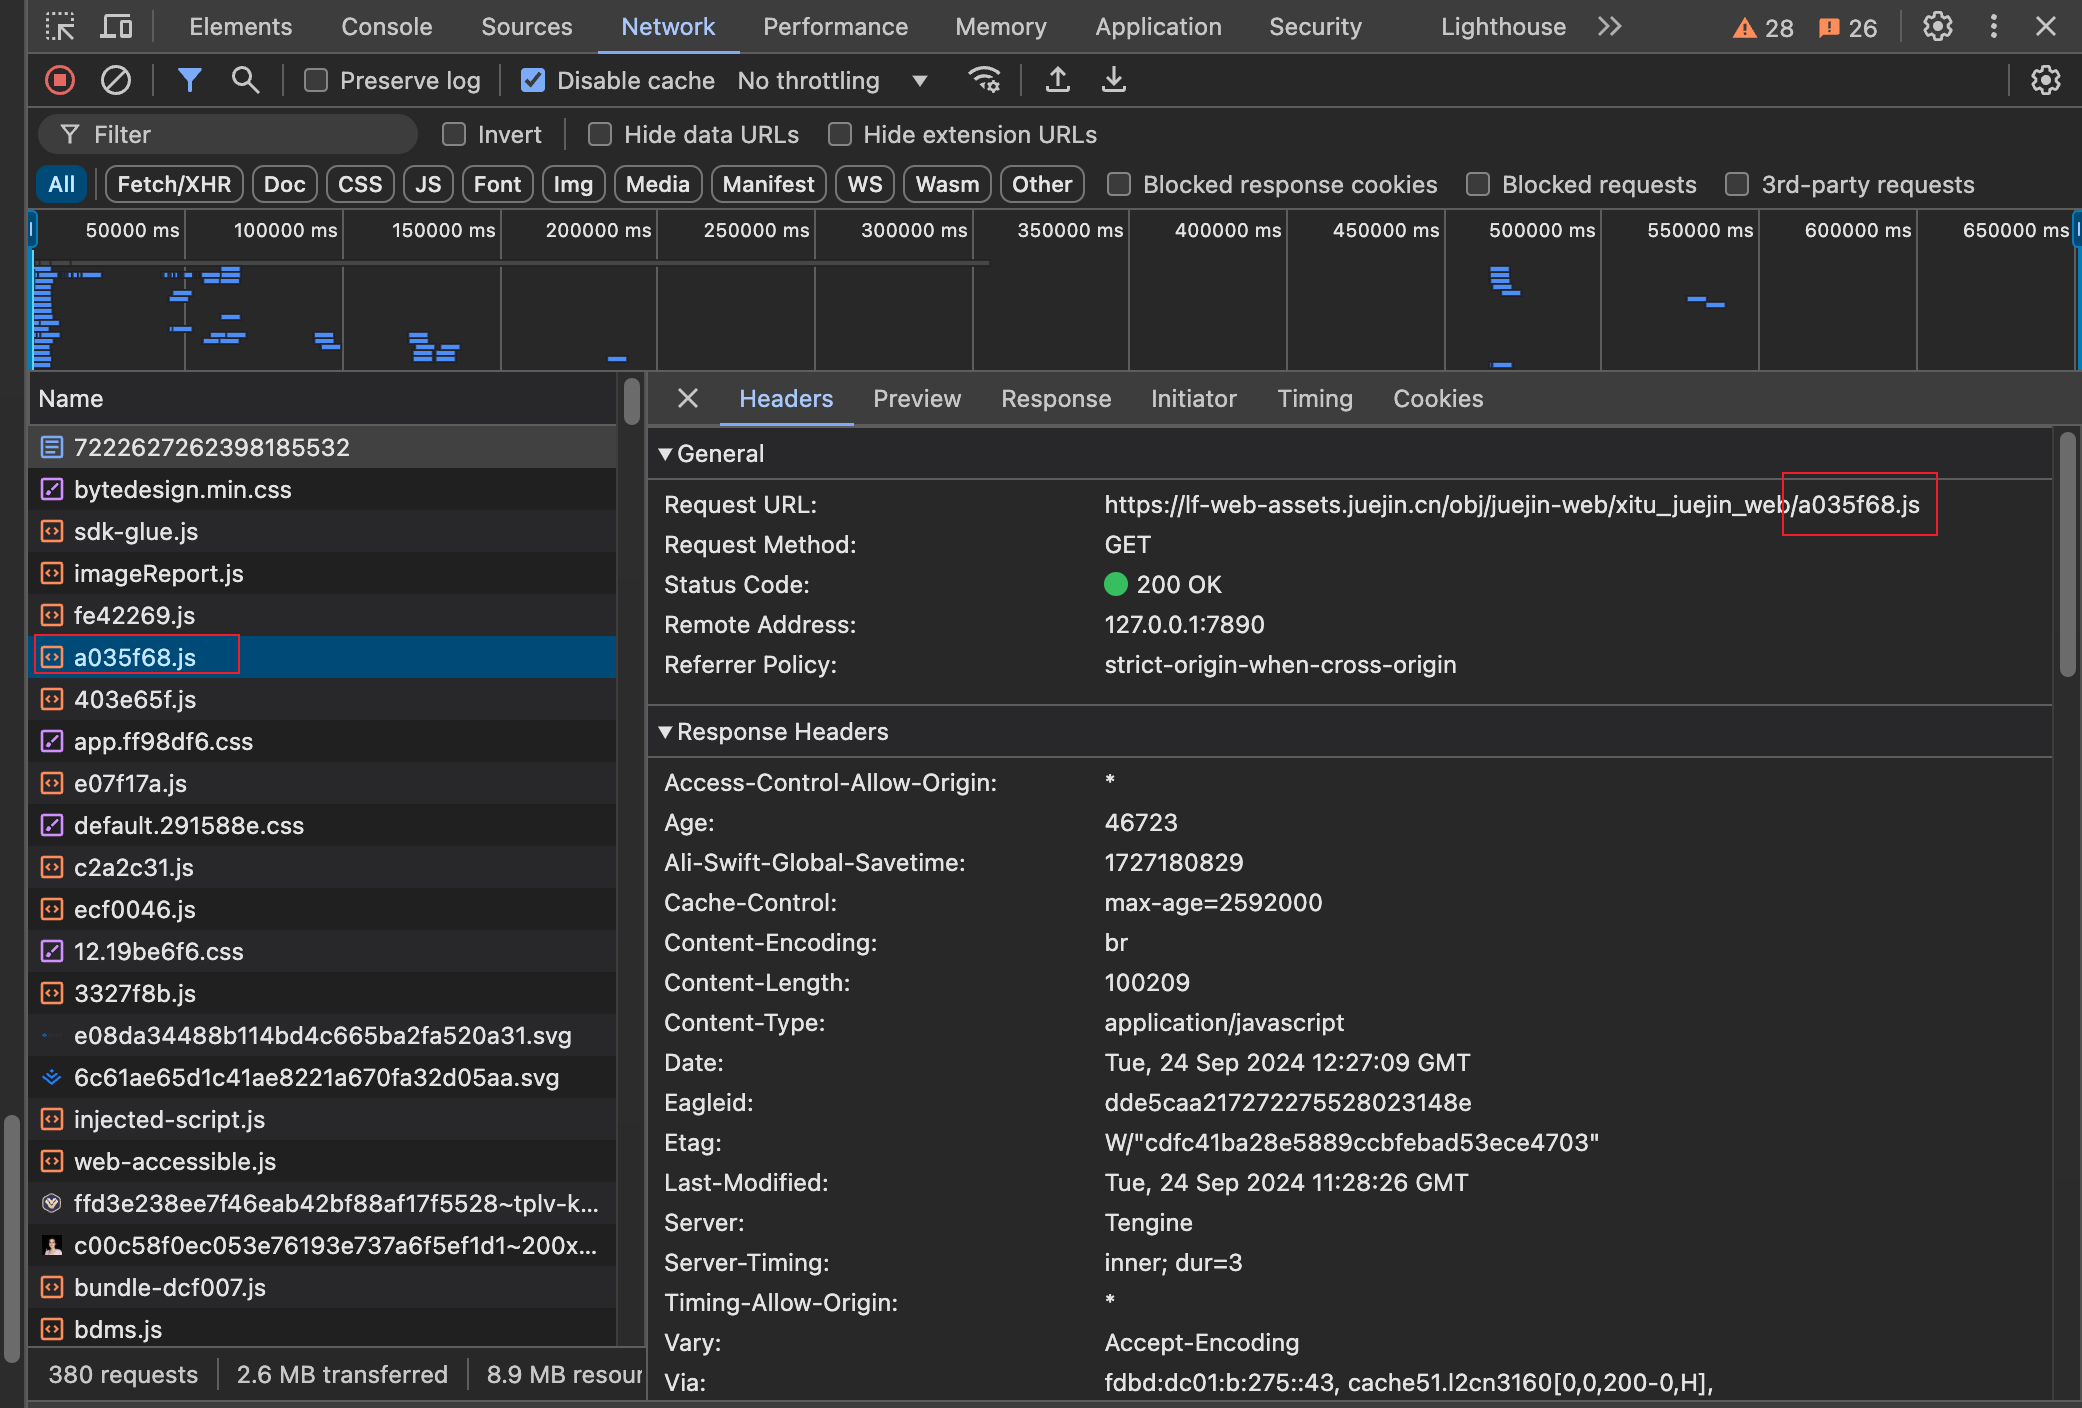 Elements Console Sources Network Performance Memory Application Security Lighthouse 28 26
Preserve log Disable cache No throttling
Filter Invert Hide data URLs Hide extension URLs
All Fetch/XHR Doc CSS JS Font Img Media Manifest WS Wasm Other Blocked response cookies Blocked requests 3rd-party requests
50000 ms 100000 ms 150000 ms 200000 ms 250000 ms 300000 ms 350000 ms 400000 ms 450000 ms 500000 ms 550000 ms 600000 ms 650000 ms
Name
7222627262398185532
bytedesign.min.css
sdk-glue.js
imageReport.js
fe42269.js
a035f68.js
403e65f.js
app.ff98df6.css
e07f17a.js
default.291588e.css
c2a2c31.js
ecf0046.js
12.19be6f6.css
3327f8b.js
e08da34488b114bd4c665ba2fa520a31.svg
6c61ae65d1c41ae8221a670fa32d05aa.svg
injected-script.js
web-accessible.js
ffd3e238ee7f46eab42bf88af17f5528~tplv-k...
c00c58f0ec053e76193e737a6f5ef1d1~200x...
bundle-dcf007.js
bdms.js
380 requests 2.6 MB transferred 8.9 MB resour
Headers Preview Response Initiator Timing Cookies
General
Request URL: https://lf-web-assets.juejin.cn/obj/juejin-web/xitu_juejin_web/a035f68.js
Request Method: GET
Status Code: 200 OK
Remote Address: 127.0.0.1:7890
Referrer Policy: strict-origin-when-cross-origin
Response Headers
Access-Control-Allow-Origin: *
Age: 46723
Ali-Swift-Global-Savetime: 1727180829
Cache-Control: max-age=2592000
Content-Encoding: br
Content-Length: 100209
Content-Type: application/javascript
Date: Tue, 24 Sep 2024 12:27:09 GMT
Eagleid: dde5caa217272275528023148e
Etag: W/"cdfc41ba28e5889ccbfebad53ece4703"
Last-Modified: Tue, 24 Sep 2024 11:28:26 GMT
Server: Tengine
Server-Timing: inner; dur=3
Timing-Allow-Origin: *
Vary: Accept-Encoding
Via: fdbd:dc01:b:275::43, cache51.l2cn3160[0,0,200-0,H],